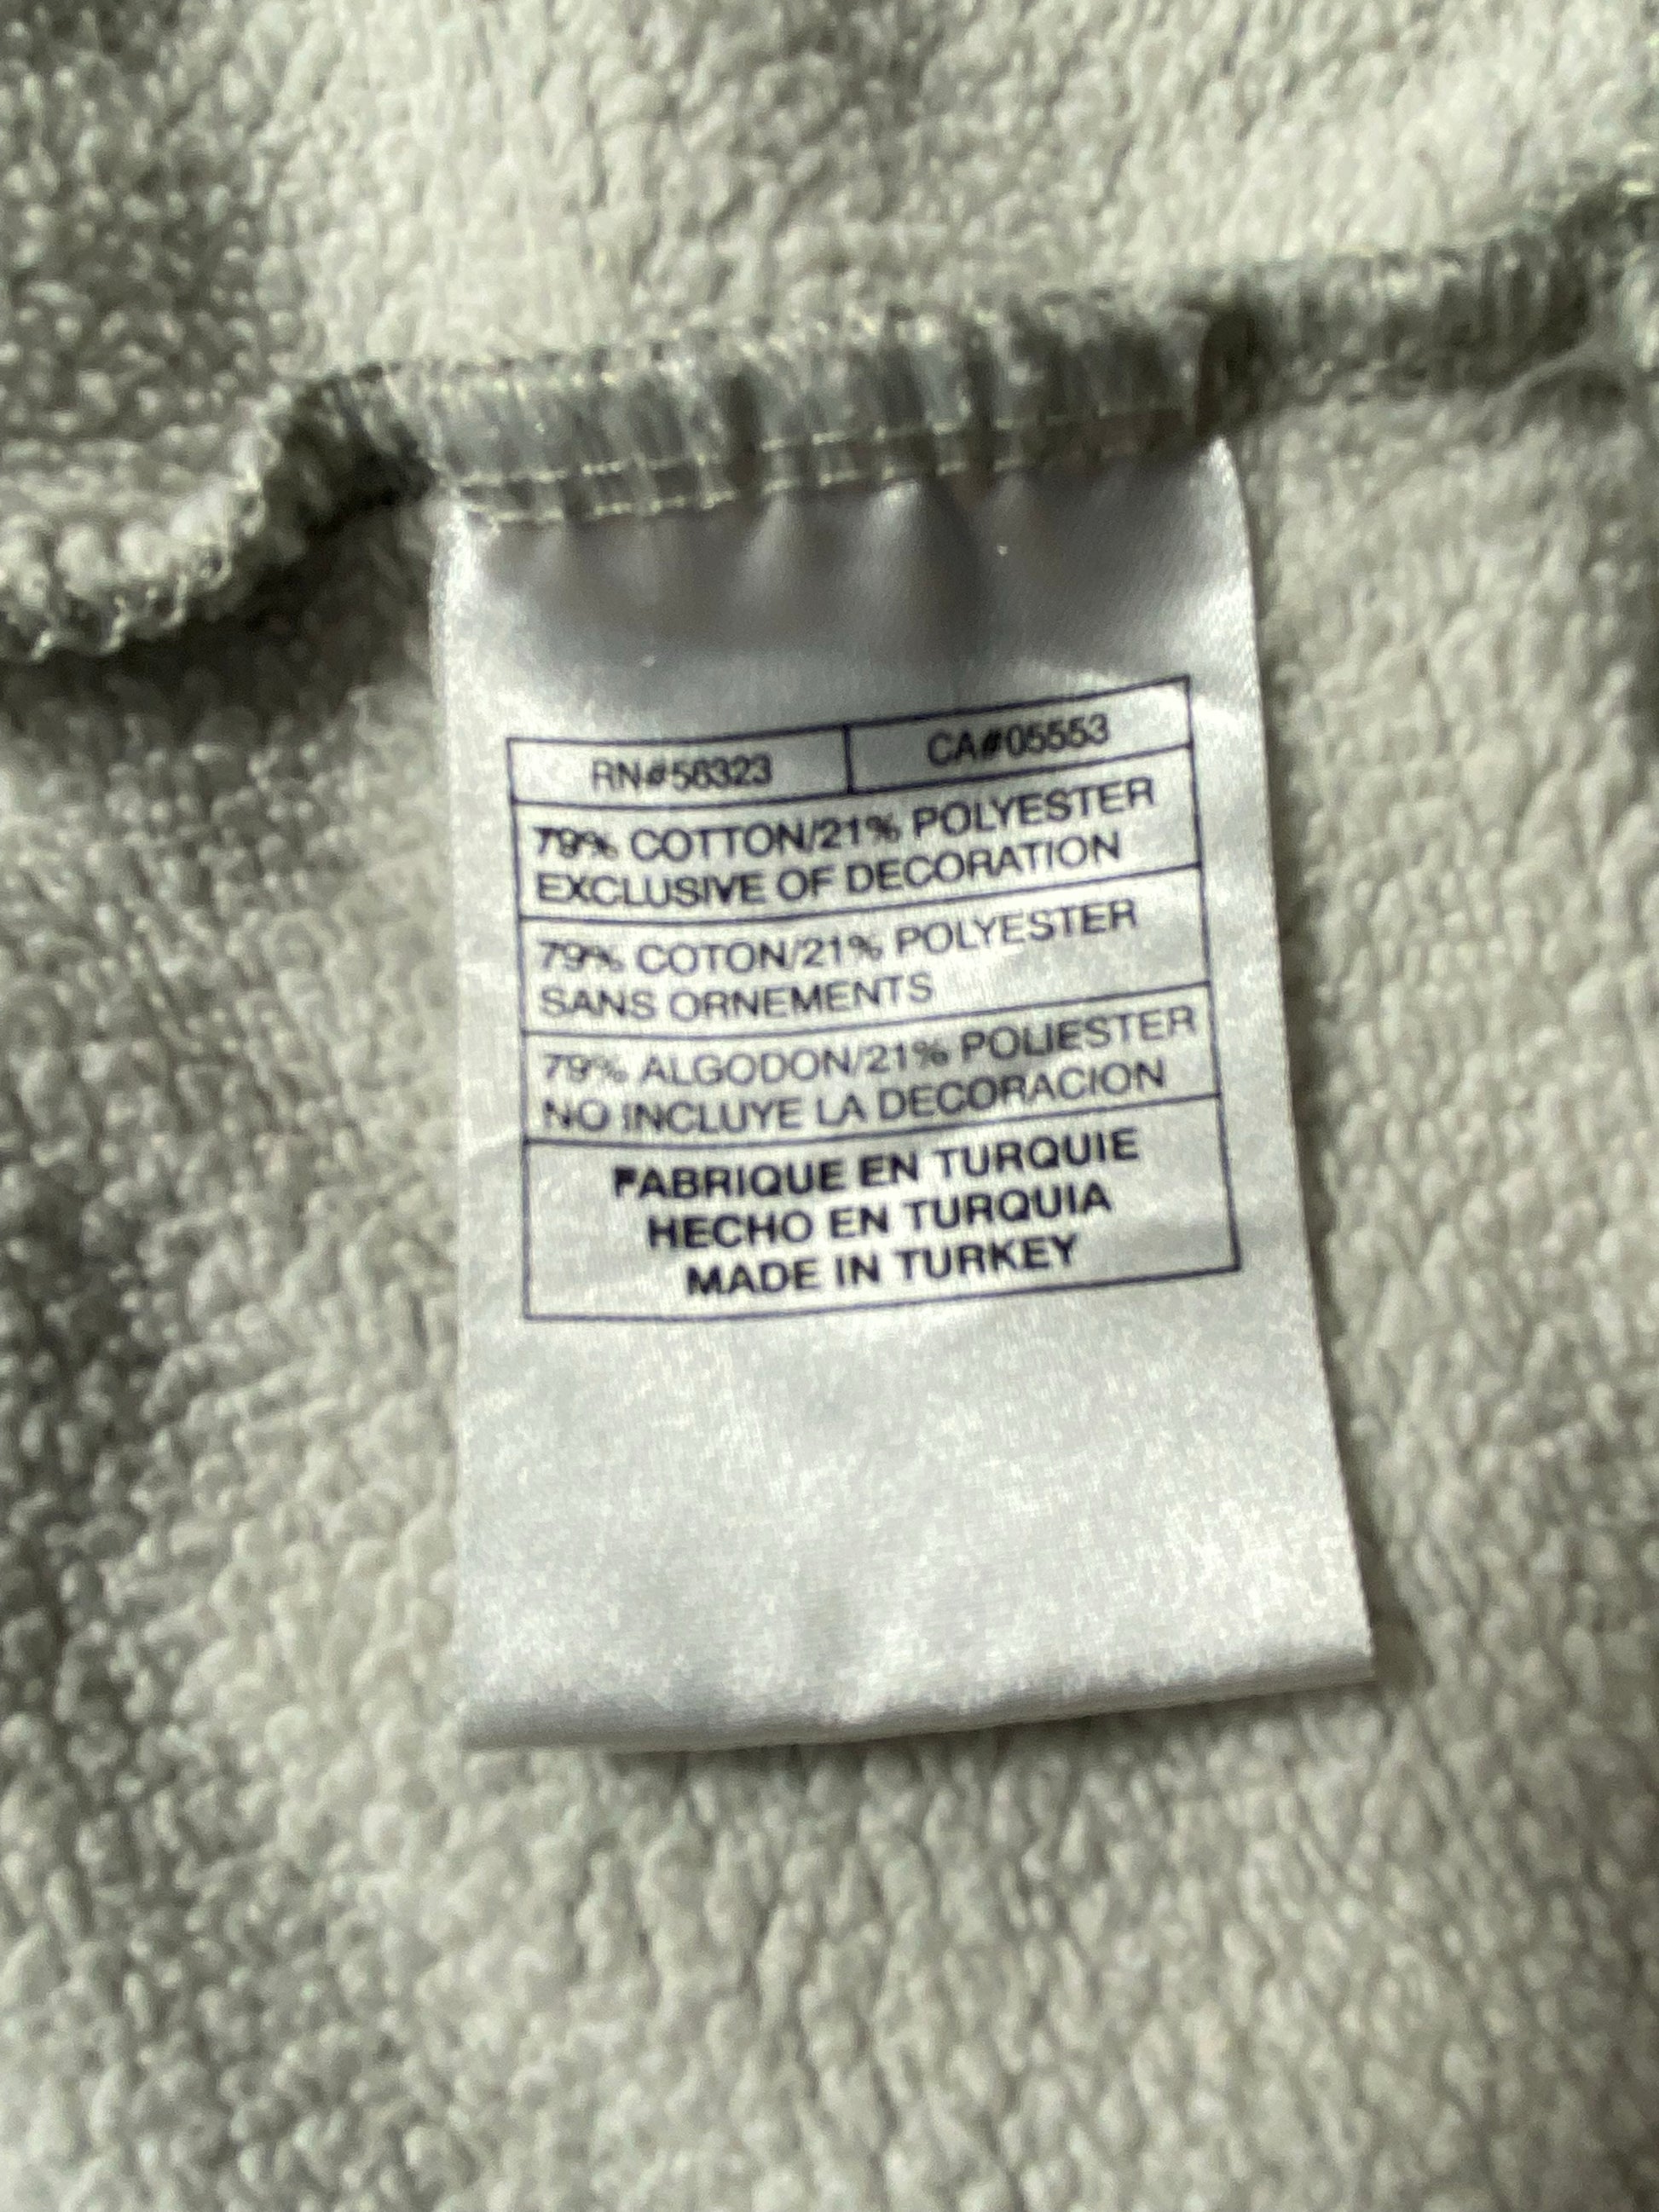 RN#56323 CA#05553
79% COTTON/21% POLYESTER
EXCLUSIVE OF DECORATION
79% COTON/21% POLYESTER
SANS ORNEMENTS
79% ALGODON/21% POLIESTER
NO INCLUYE LA DECORACION
FABRIQUE EN TURQUIE
HECHO EN TURQUIA
MADE IN TURKEY